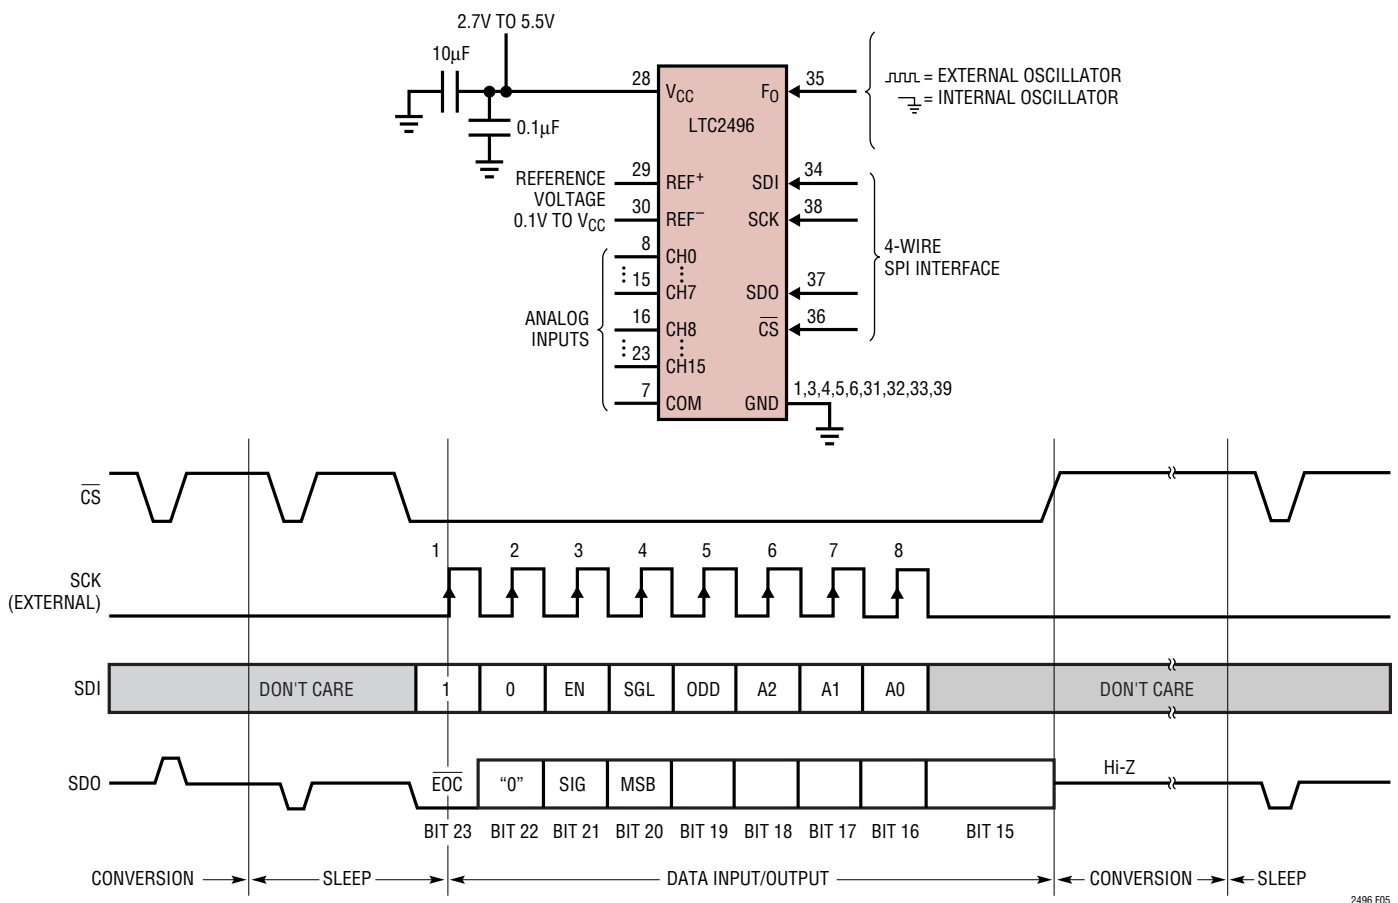 2.7V TO 5.5V
10μF
0.1μF
28
VCC
FO
35
LTC2496
= EXTERNAL OSCILLATOR
= INTERNAL OSCILLATOR
REFERENCE
VOLTAGE
0.1V TO VCC
29
REF+
30
REF–
SDI
34
SCK
38
SDO
37
CS
36
4-WIRE
SPI INTERFACE
ANALOG
INPUTS
8
CH0
15
CH7
16
CH8
23
CH15
7
COM
GND
1,3,4,5,6,31,32,33,39
CS
1 2 3 4 5 6 7 8
SCK
(EXTERNAL)
SDI
DON'T CARE
1 0 EN SGL ODD A2 A1 A0
DON'T CARE
SDO
EOC "0" SIG MSB
Hi-Z
BIT 23 BIT 22 BIT 21 BIT 20 BIT 19 BIT 18 BIT 17 BIT 16 BIT 15
CONVERSION SLEEP DATA INPUT/OUTPUT CONVERSION SLEEP
2496 F05